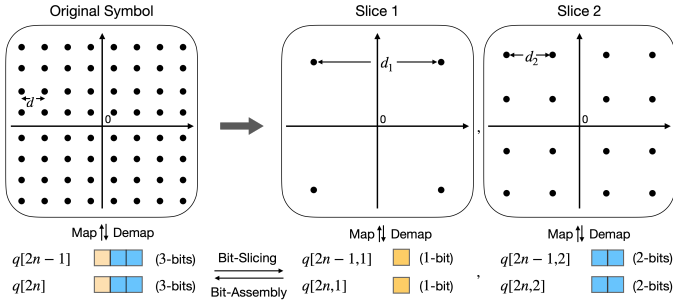 Original Symbol
Slice 1
Slice 2
d
0
d₁
0
,
d₂
0
Map Demap
Map Demap
Map Demap
q[2n − 1] (3-bits)
Bit-Slicing
q[2n − 1,1] (1-bit)
q[2n − 1,2] (2-bits)
q[2n] (3-bits)
Bit-Assembly
q[2n,1] (1-bit)
,
q[2n,2] (2-bits)